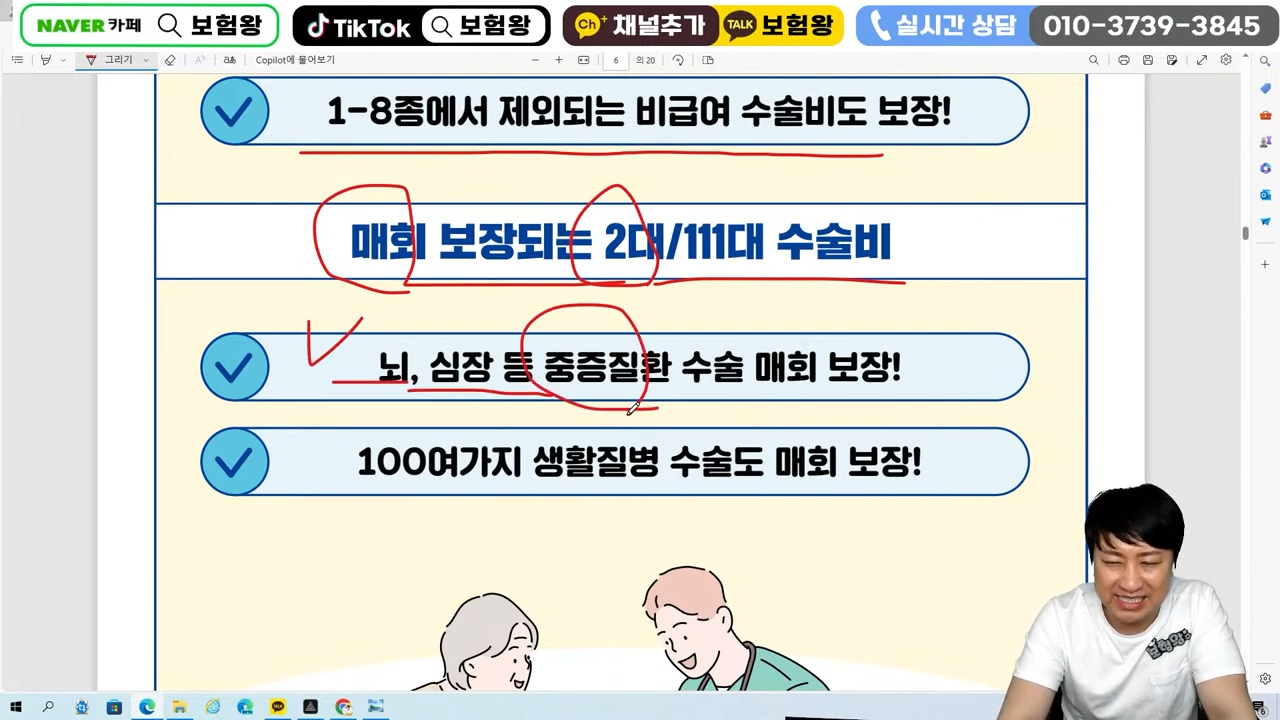 NAVER 카페 보험왕
TikTok 보험왕
Ch+ 채널추가 TALK 보험왕
실시간 상담 010-3739-3845
그리기 가あ Copilot에 물어보기 6 의 20
1-8종에서 제외되는 비급여 수술비도 보장!
매회 보장되는 2대/111대 수술비
뇌, 심장 등 중증질환 수술 매회 보장!
100여가지 생활질병 수술도 매회 보장!
보험왕